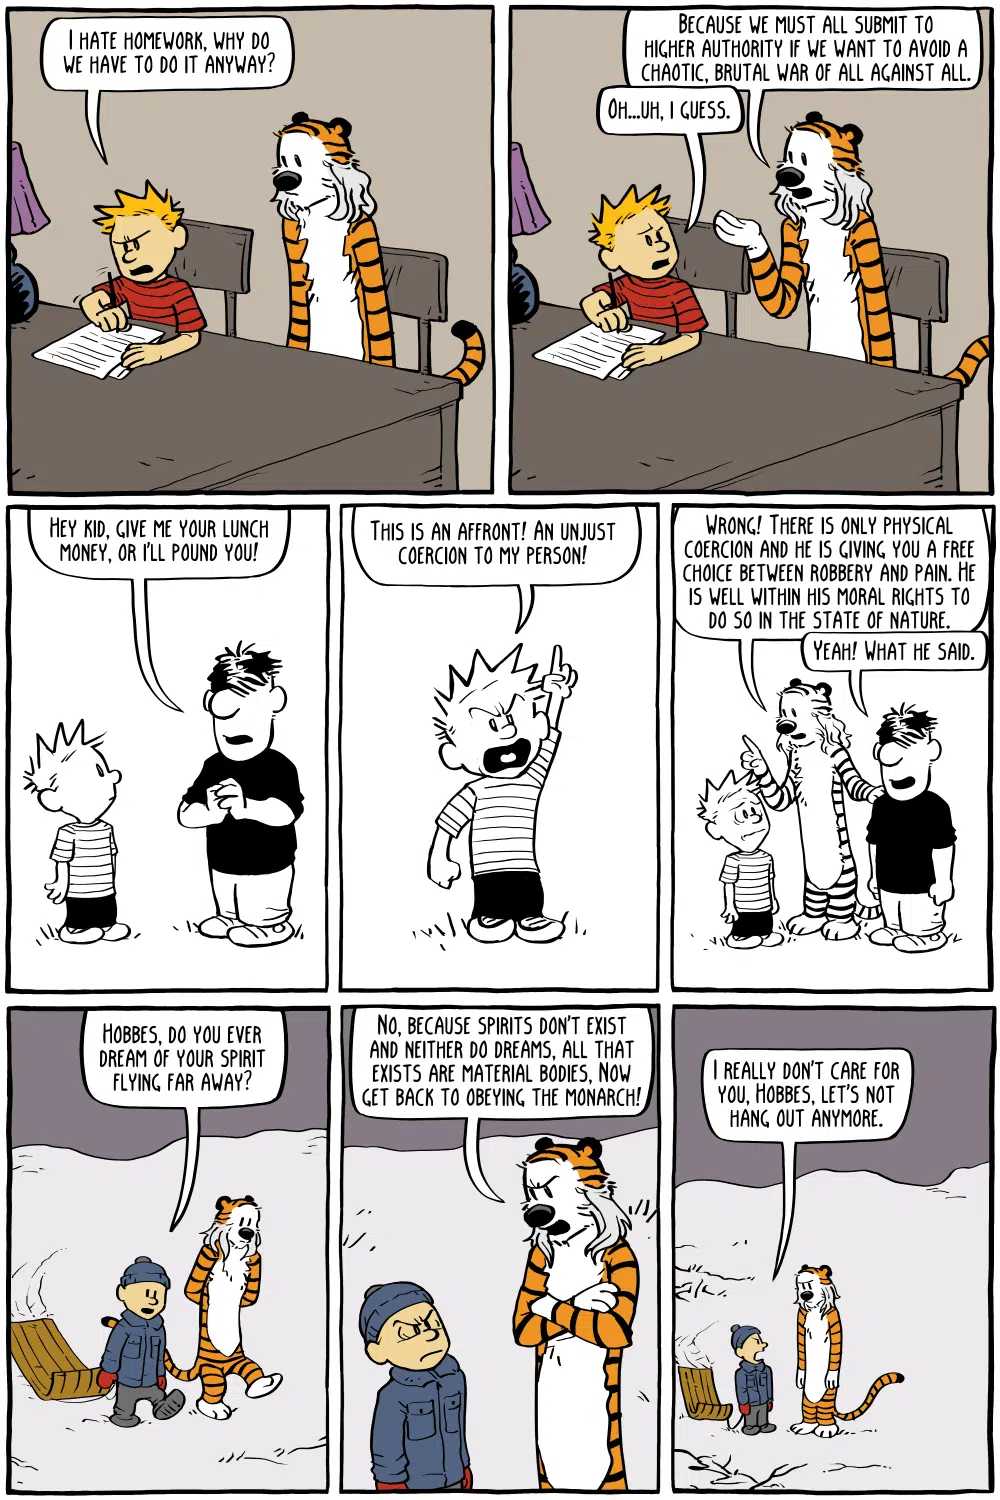 I HATE HOMEWORK, WHY DO
WE HAVE TO DO IT ANYWAY?
BECAUSE WE MUST ALL SUBMIT TO
HIGHER AUTHORITY IF WE WANT TO AVOID A
CHAOTIC, BRUTAL WAR OF ALL AGAINST ALL.
OH...UH, I GUESS.
HEY KID, GIVE ME YOUR LUNCH
MONEY, OR I'LL POUND YOU!
THIS IS AN AFFRONT! AN UNJUST
COERCION TO MY PERSON!
WRONG! THERE IS ONLY PHYSICAL
COERCION AND HE IS GIVING YOU A FREE
CHOICE BETWEEN ROBBERY AND PAIN. HE
IS WELL WITHIN HIS MORAL RIGHTS TO
DO SO IN THE STATE OF NATURE.
YEAH! WHAT HE SAID.
HOBBES, DO YOU EVER
DREAM OF YOUR SPIRIT
FLYING FAR AWAY?
NO, BECAUSE SPIRITS DON'T EXIST
AND NEITHER DO DREAMS, ALL THAT
EXISTS ARE MATERIAL BODIES, NOW
GET BACK TO OBEYING THE MONARCH!
I REALLY DON'T CARE FOR
YOU, HOBBES, LET'S NOT
HANG OUT ANYMORE.